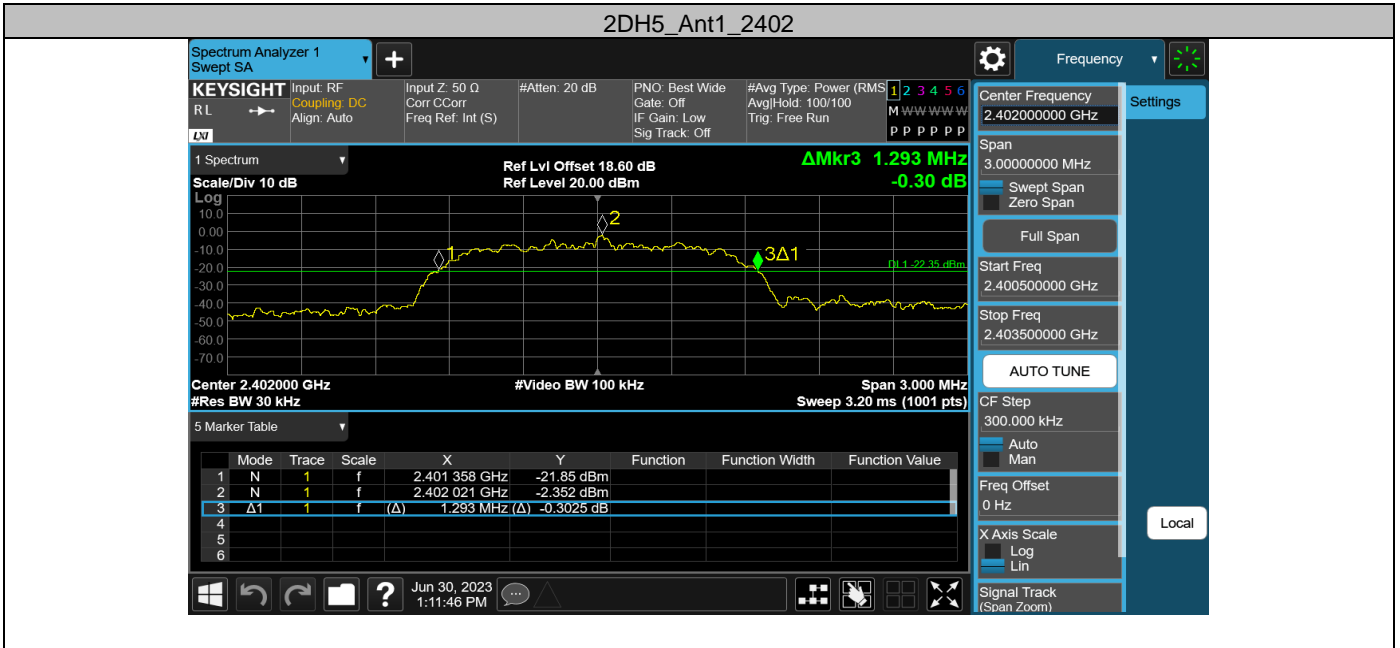 2DH5_Ant1_2402
Spectrum Analyzer 1
Swept SA
+
Frequency
KEYSIGHT
RL
LXI
Input: RF
Coupling: DC
Align: Auto
Input Z: 50 Ω
Corr CCorr
Freq Ref: Int (S)
#Atten: 20 dB
PNO: Best Wide
Gate: Off
IF Gain: Low
Sig Track: Off
#Avg Type: Power (RMS
Avg|Hold: 100/100
Trig: Free Run
1 2 3 4 5 6
M W W W W W
P P P P P P
1 Spectrum
Scale/Div 10 dB
Ref Lvl Offset 18.60 dB
Ref Level 20.00 dBm
ΔMkr3 1.293 MHz
-0.30 dB
Log
10.0
0.00
-10.0
-20.0
-30.0
-40.0
-50.0
-60.0
-70.0
1
2
3Δ1
DL1 -22.35 dBm
Center 2.402000 GHz
#Video BW 100 kHz
Span 3.000 MHz
#Res BW 30 kHz
Sweep 3.20 ms (1001 pts)
5 Marker Table
Mode Trace Scale X Y Function Function Width Function Value
1 N 1 f 2.401 358 GHz -21.85 dBm
2 N 1 f 2.402 021 GHz -2.352 dBm
3 Δ1 1 f (Δ) 1.293 MHz (Δ) -0.3025 dB
4
5
6
?
Jun 30, 2023
1:11:46 PM
Center Frequency
2.402000000 GHz
Settings
Span
3.00000000 MHz
Swept Span
Zero Span
Full Span
Start Freq
2.400500000 GHz
Stop Freq
2.403500000 GHz
AUTO TUNE
CF Step
300.000 kHz
Auto
Man
Freq Offset
0 Hz
Local
X Axis Scale
Log
Lin
Signal Track
(Span Zoom)